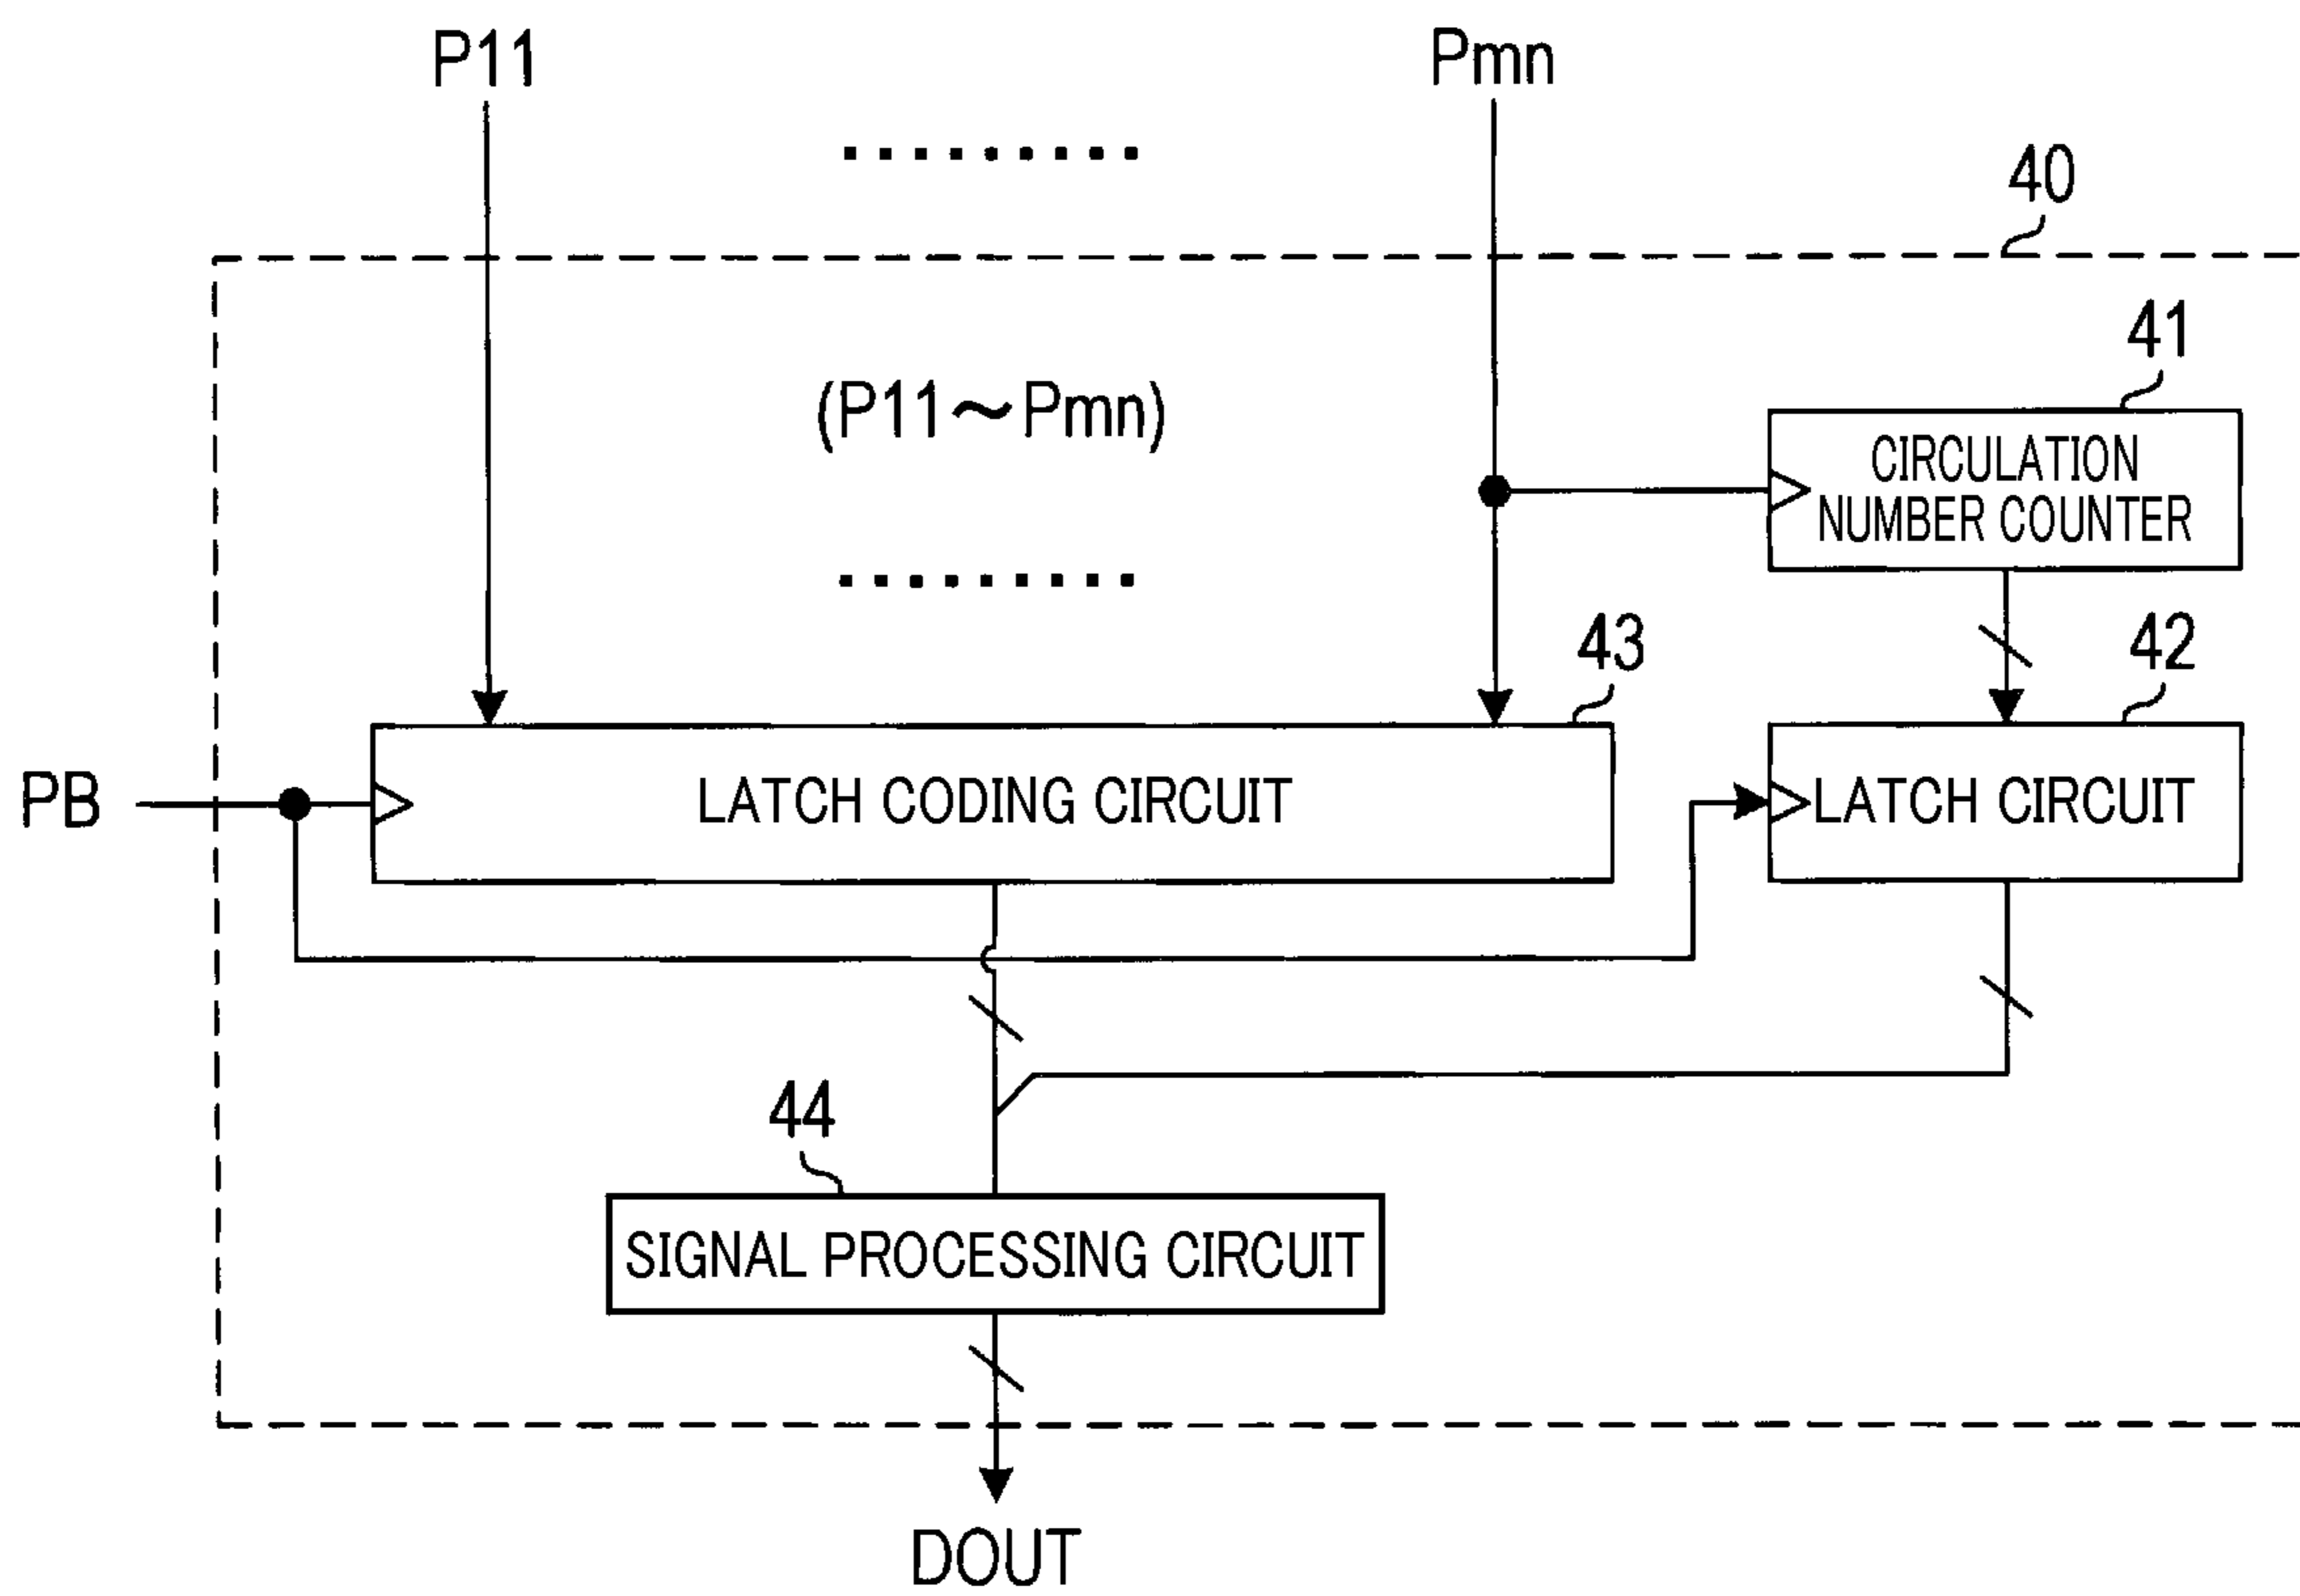 P11
Pmn
40
41
(P11~Pmn)
CIRCULATION
NUMBER COUNTER
43
42
PB
LATCH CODING CIRCUIT
LATCH CIRCUIT
44
SIGNAL PROCESSING CIRCUIT
DOUT